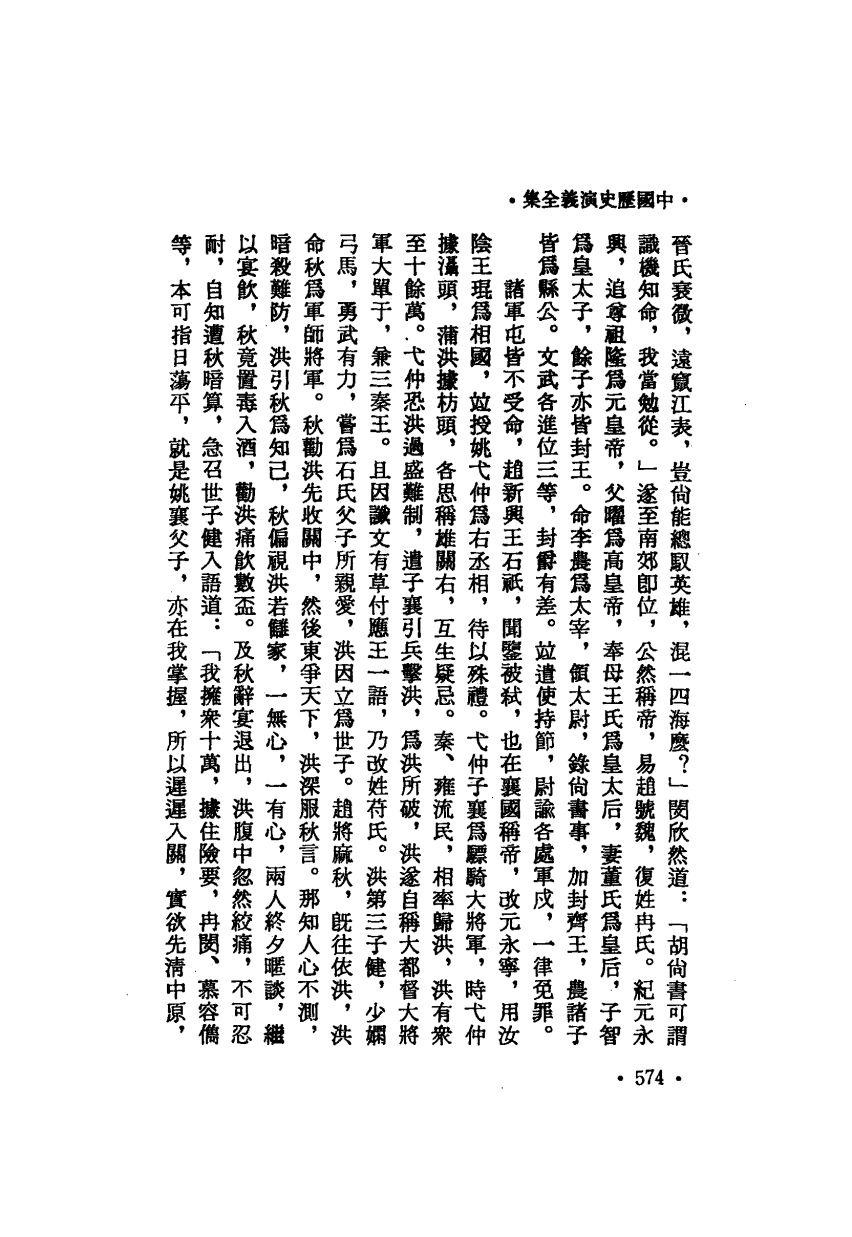 •中國歷史演義全集•
晉氏衰微，遠竄江表，豈尙能總馭英雄，混一四海麼？」閔欣然道：「胡尙書可謂
識機知命，我當勉從。」遂至南郊卽位，公然稱帝，易趙號魏，復姓冉氏。紀元永
興，追尊祖隆爲元皇帝，父曜爲高皇帝，奉母王氏爲皇太后，妻董氏爲皇后，子智
爲皇太子，餘子亦皆封王。命李農爲太宰，領太尉，錄尙書事，加封齊王，農諸子
皆爲縣公。文武各進位三等，封爵有差。竝遣使持節，尉諭各處軍戍，一律免罪。
諸軍屯皆不受命，趙新興王石祇，聞鑒被弒，也在襄國稱帝，改元永寧，用汝
陰王琨爲相國，竝授姚弋仲爲右丞相，待以殊禮。弋仲子襄爲驃騎大將軍，時弋仲
據灄頭，蒲洪據枋頭，各思稱雄關右，互生疑忌。秦、雍流民，相率歸洪，洪有衆
至十餘萬。弋仲恐洪過盛難制，遣子襄引兵擊洪，爲洪所破，洪遂自稱大都督大將
軍大單于，兼三秦王。且因讖文有草付應王一語，乃改姓苻氏。洪第三子健，少嫻
弓馬，勇武有力，嘗爲石氏父子所親愛，洪因立爲世子。趙將麻秋，旣往依洪，洪
命秋爲軍師將軍。秋勸洪先收關中，然後東爭天下，洪深服秋言。那知人心不測，
暗殺難防，洪引秋爲知己，秋偏視洪若讎家，一無心，一有心，兩人終夕暱談，繼
以宴飲，秋竟置毒入酒，勸洪痛飲數盃。及秋辭宴退出，洪腹中忽然絞痛，不可忍
耐，自知遭秋暗算，急召世子健入語道：「我擁衆十萬，據住險要，冉閔、慕容儁
等，本可指日蕩平，就是姚襄父子，亦在我掌握，所以遲遲入關，實欲先清中原，
•574•